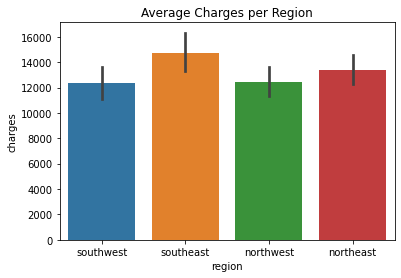 Average Charges per Region
charges
16000
14000
12000
10000
8000
6000
4000
2000
0
southwest southeast northwest northeast
region